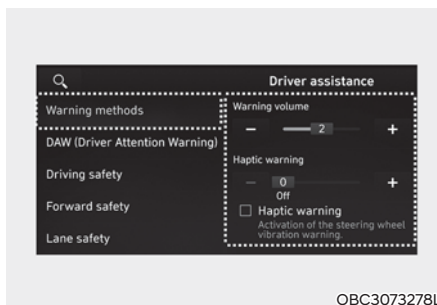 Driver assistance
Warning methods
DAW (Driver Attention Warning)
Driving safety
Forward safety
Lane safety
Warning volume
− 2 +
Haptic warning
− 0 +
Off
Haptic warning
Activation of the steering wheel
vibration warning.
OBC3073278L